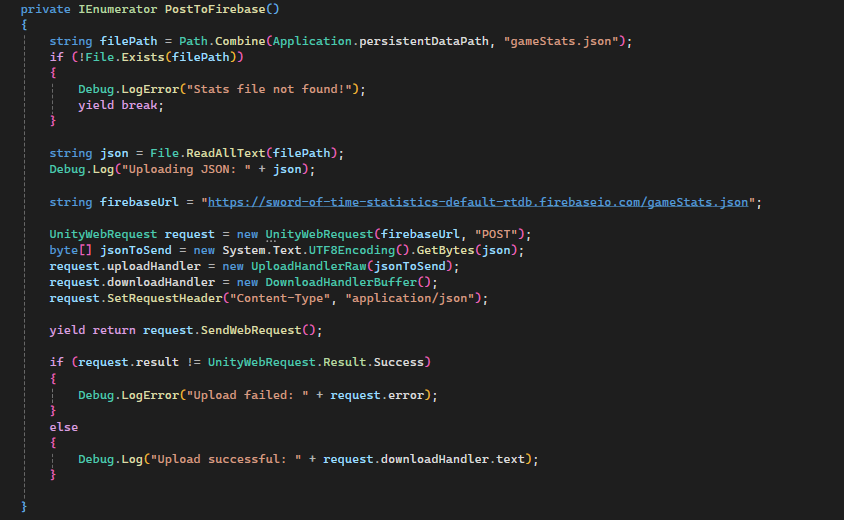 private IEnumerator PostToFirebase()
{
string filePath = Path.Combine(Application.persistentDataPath, "gameStats.json");
if (!File.Exists(filePath))
{
Debug.LogError("Stats file not found!");
yield break;
}
string json = File.ReadAllText(filePath);
Debug.Log("Uploading JSON: " + json);
string firebaseUrl = "https://sword-of-time-statistics-default-rtdb.firebaseio.com/gameStats.json";
UnityWebRequest request = new UnityWebRequest(firebaseUrl, "POST");
byte[] jsonToSend = new System.Text.UTF8Encoding().GetBytes(json);
request.uploadHandler = new UploadHandlerRaw(jsonToSend);
request.downloadHandler = new DownloadHandlerBuffer();
request.SetRequestHeader("Content-Type", "application/json");
yield return request.SendWebRequest();
if (request.result != UnityWebRequest.Result.Success)
{
Debug.LogError("Upload failed: " + request.error);
}
else
{
Debug.Log("Upload successful: " + request.downloadHandler.text);
}
}